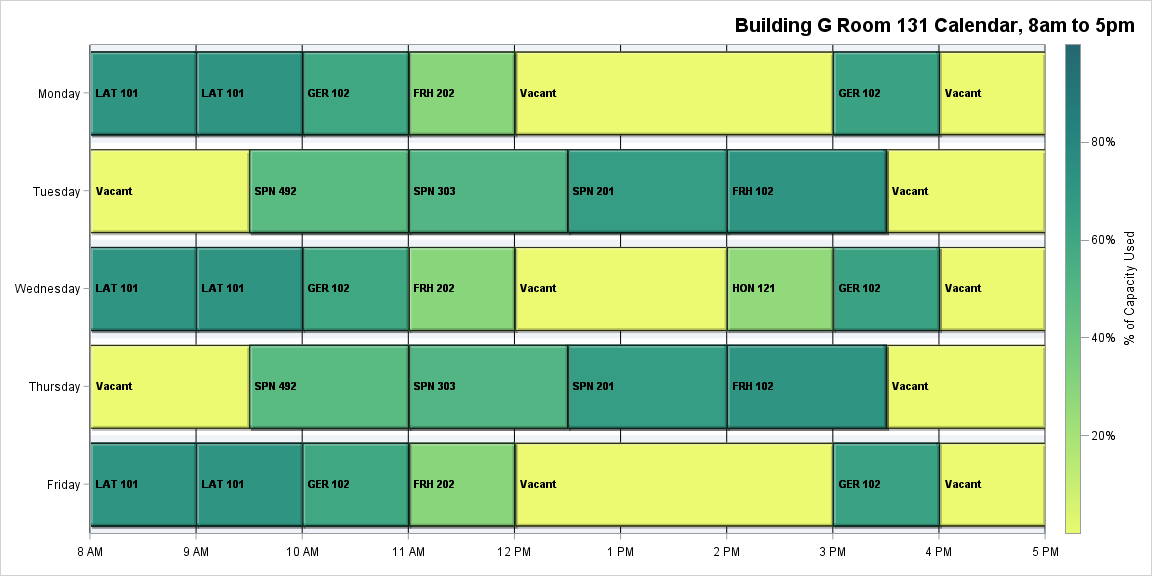 Building G Room 131 Calendar, 8am to 5pm
Monday LAT 101 LAT 101 GER 102 FRH 202 Vacant GER 102 Vacant
Tuesday Vacant SPN 492 SPN 303 SPN 201 FRH 102 Vacant
Wednesday LAT 101 LAT 101 GER 102 FRH 202 Vacant HON 121 GER 102 Vacant
Thursday Vacant SPN 492 SPN 303 SPN 201 FRH 102 Vacant
Friday LAT 101 LAT 101 GER 102 FRH 202 Vacant GER 102 Vacant
8 AM 9 AM 10 AM 11 AM 12 PM 1 PM 2 PM 3 PM 4 PM 5 PM
80%
60%
40%
20%
% of Capacity Used